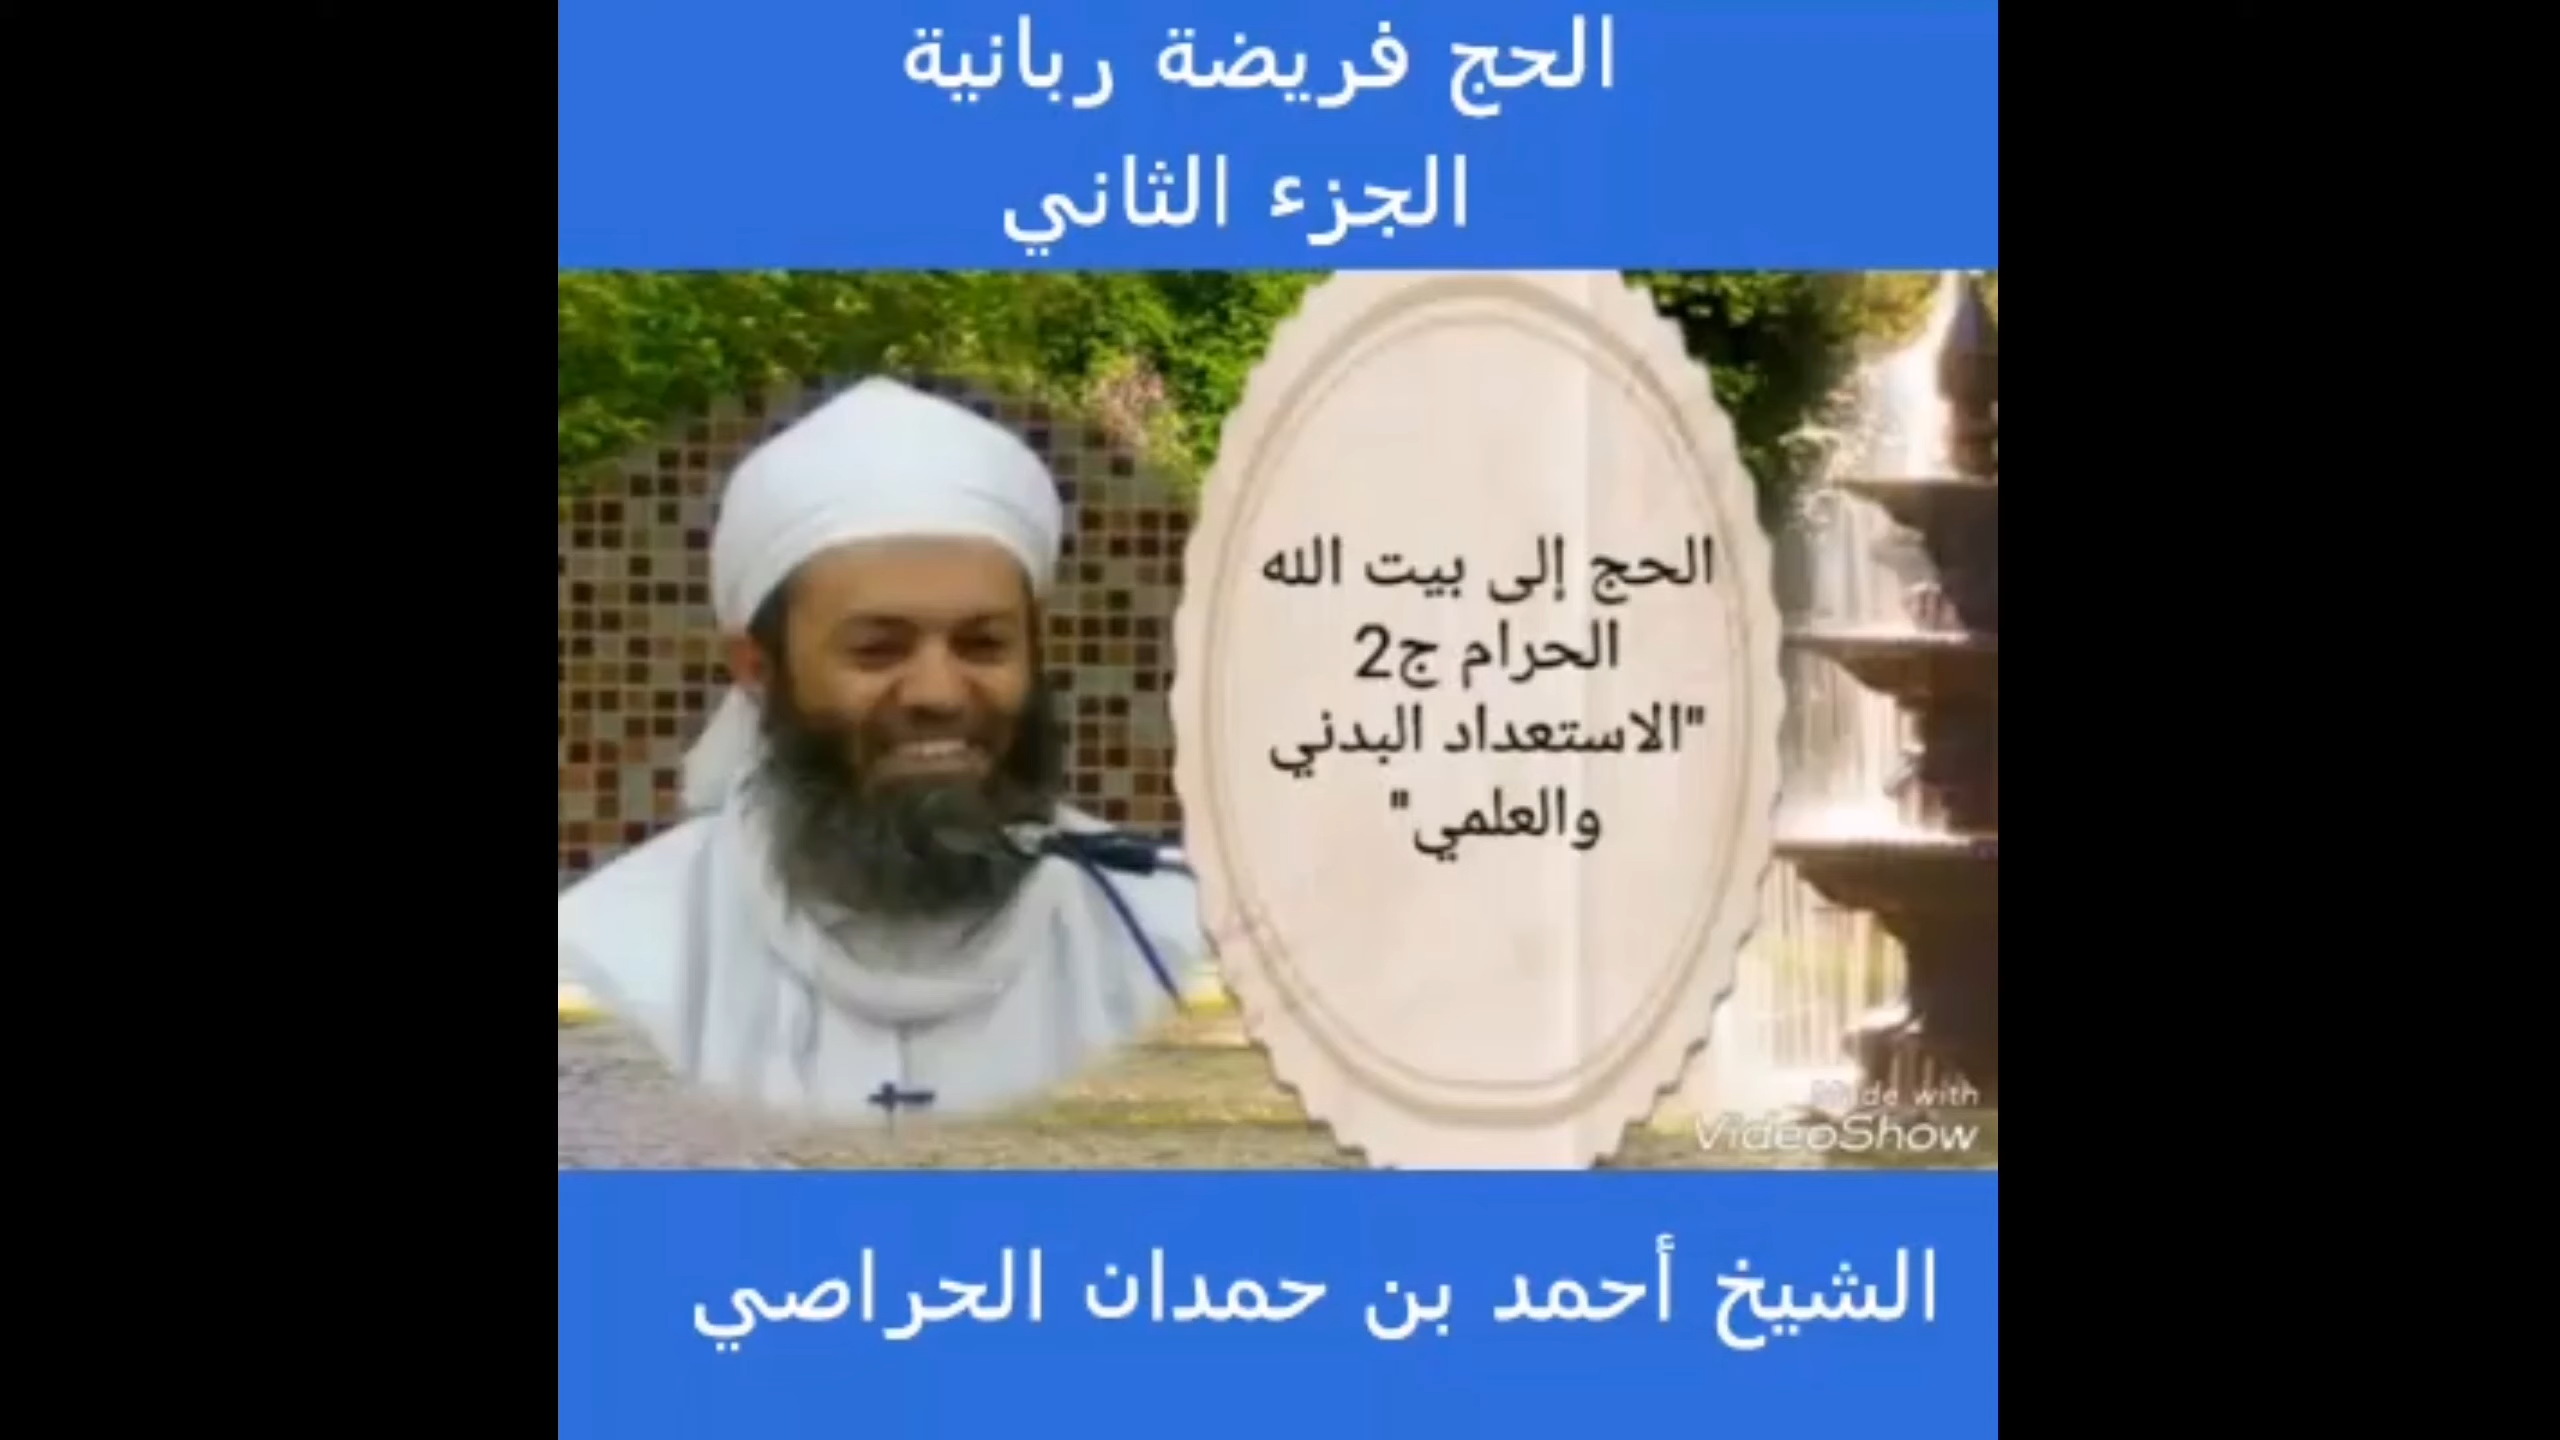 الحج فريضة ربانية
الجزء الثاني
الحج إلى بيت الله
الحرام ج2
"الاستعداد البدني
والعلمي"
Made with
VideoShow
الشيخ أحمد بن حمدان الحراصي